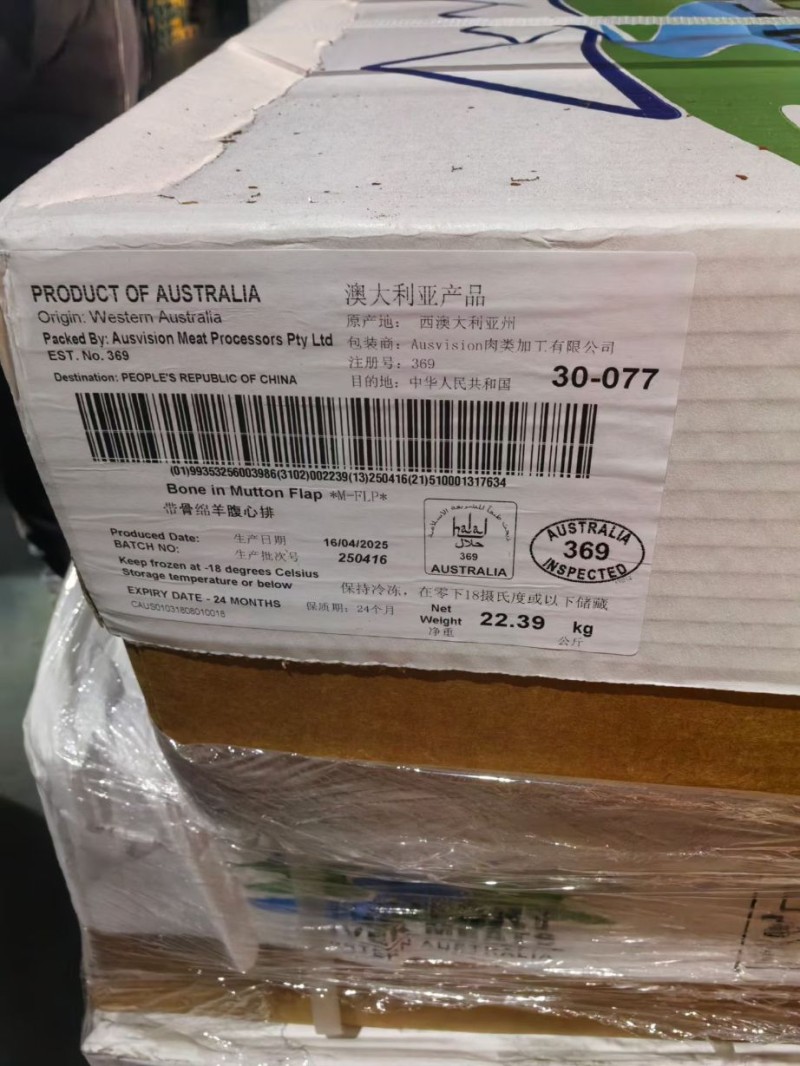 PRODUCT OF AUSTRALIA
Origin: Western Australia
Packed By: Ausvision Meat Processors Pty Ltd
EST. No. 369
Destination: PEOPLE'S REPUBLIC OF CHINA
澳大利亚产品
原产地: 西澳大利亚州
包装商: Ausvision肉类加工有限公司
注册号: 369
目的地: 中华人民共和国
30-077
(01)99353256003986(3102)002239(13)250416(21)510001317634
Bone in Mutton Flap *M-FLP*
带骨绵羊腹心排
Produced Date: 生产日期 16/04/2025
BATCH NO: 生产批次号 250416
Keep frozen at -18 degrees Celsius
Storage temperature or below
保持冷冻，在零下18摄氏度或以下储藏
EXPIRY DATE - 24 MONTHS 保质期: 24个月
CAUS01031808010018
halal
حلال
369
AUSTRALIA
AUSTRALIA
369
INSPECTED
Net
Weight
净重
22.39 kg
公斤
AUSTRALIA